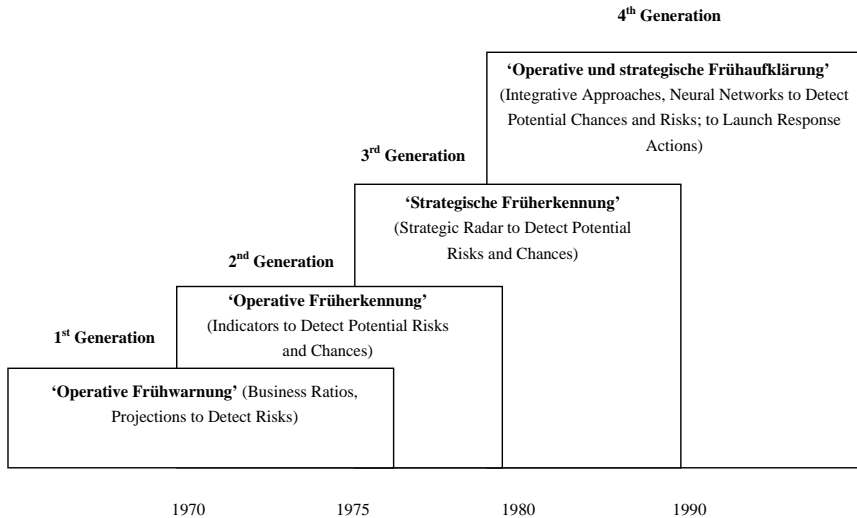 4th Generation
‘Operative und strategische Frühaufklärung’
(Integrative Approaches, Neural Networks to Detect
Potential Chances and Risks; to Launch Response
Actions)
3rd Generation
‘Strategische Früherkennung’
(Strategic Radar to Detect Potential
Risks and Chances)
2nd Generation
‘Operative Früherkennung’
(Indicators to Detect Potential Risks
and Chances)
1st Generation
‘Operative Frühwarnung’ (Business Ratios,
Projections to Detect Risks)
1970 1975 1980 1990